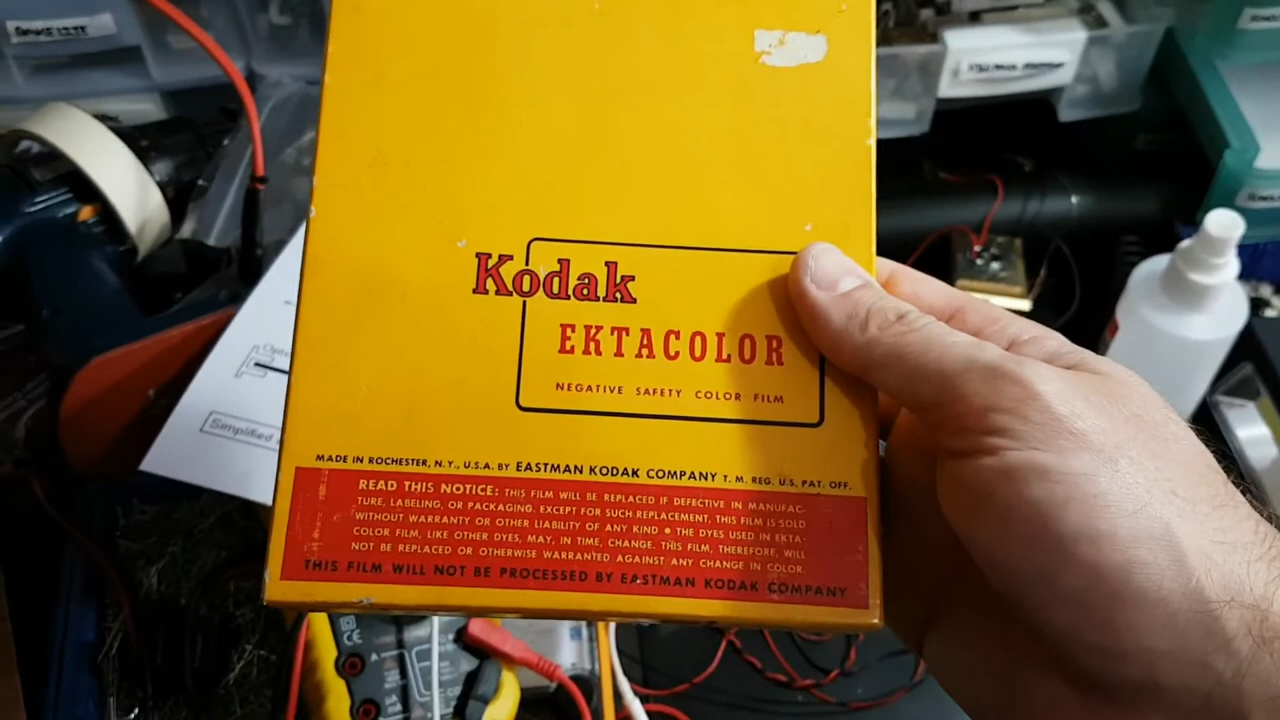 Kodak
EKTACOLOR
NEGATIVE SAFETY COLOR FILM
MADE IN ROCHESTER, N.Y., U.S.A. BY EASTMAN KODAK COMPANY T. M. REG. U.S. PAT. OFF.
READ THIS NOTICE: THIS FILM WILL BE REPLACED IF DEFECTIVE IN MANUFAC-
TURE, LABELING, OR PACKAGING. EXCEPT FOR SUCH REPLACEMENT, THIS FILM IS SOLD
WITHOUT WARRANTY OR OTHER LIABILITY OF ANY KIND ● THE DYES USED IN EKTA-
COLOR FILM, LIKE OTHER DYES, MAY, IN TIME, CHANGE. THIS FILM, THEREFORE, WILL
NOT BE REPLACED OR OTHERWISE WARRANTED AGAINST ANY CHANGE IN COLOR.
THIS FILM WILL NOT BE PROCESSED BY EASTMAN KODAK COMPANY
Simplified
CE
A